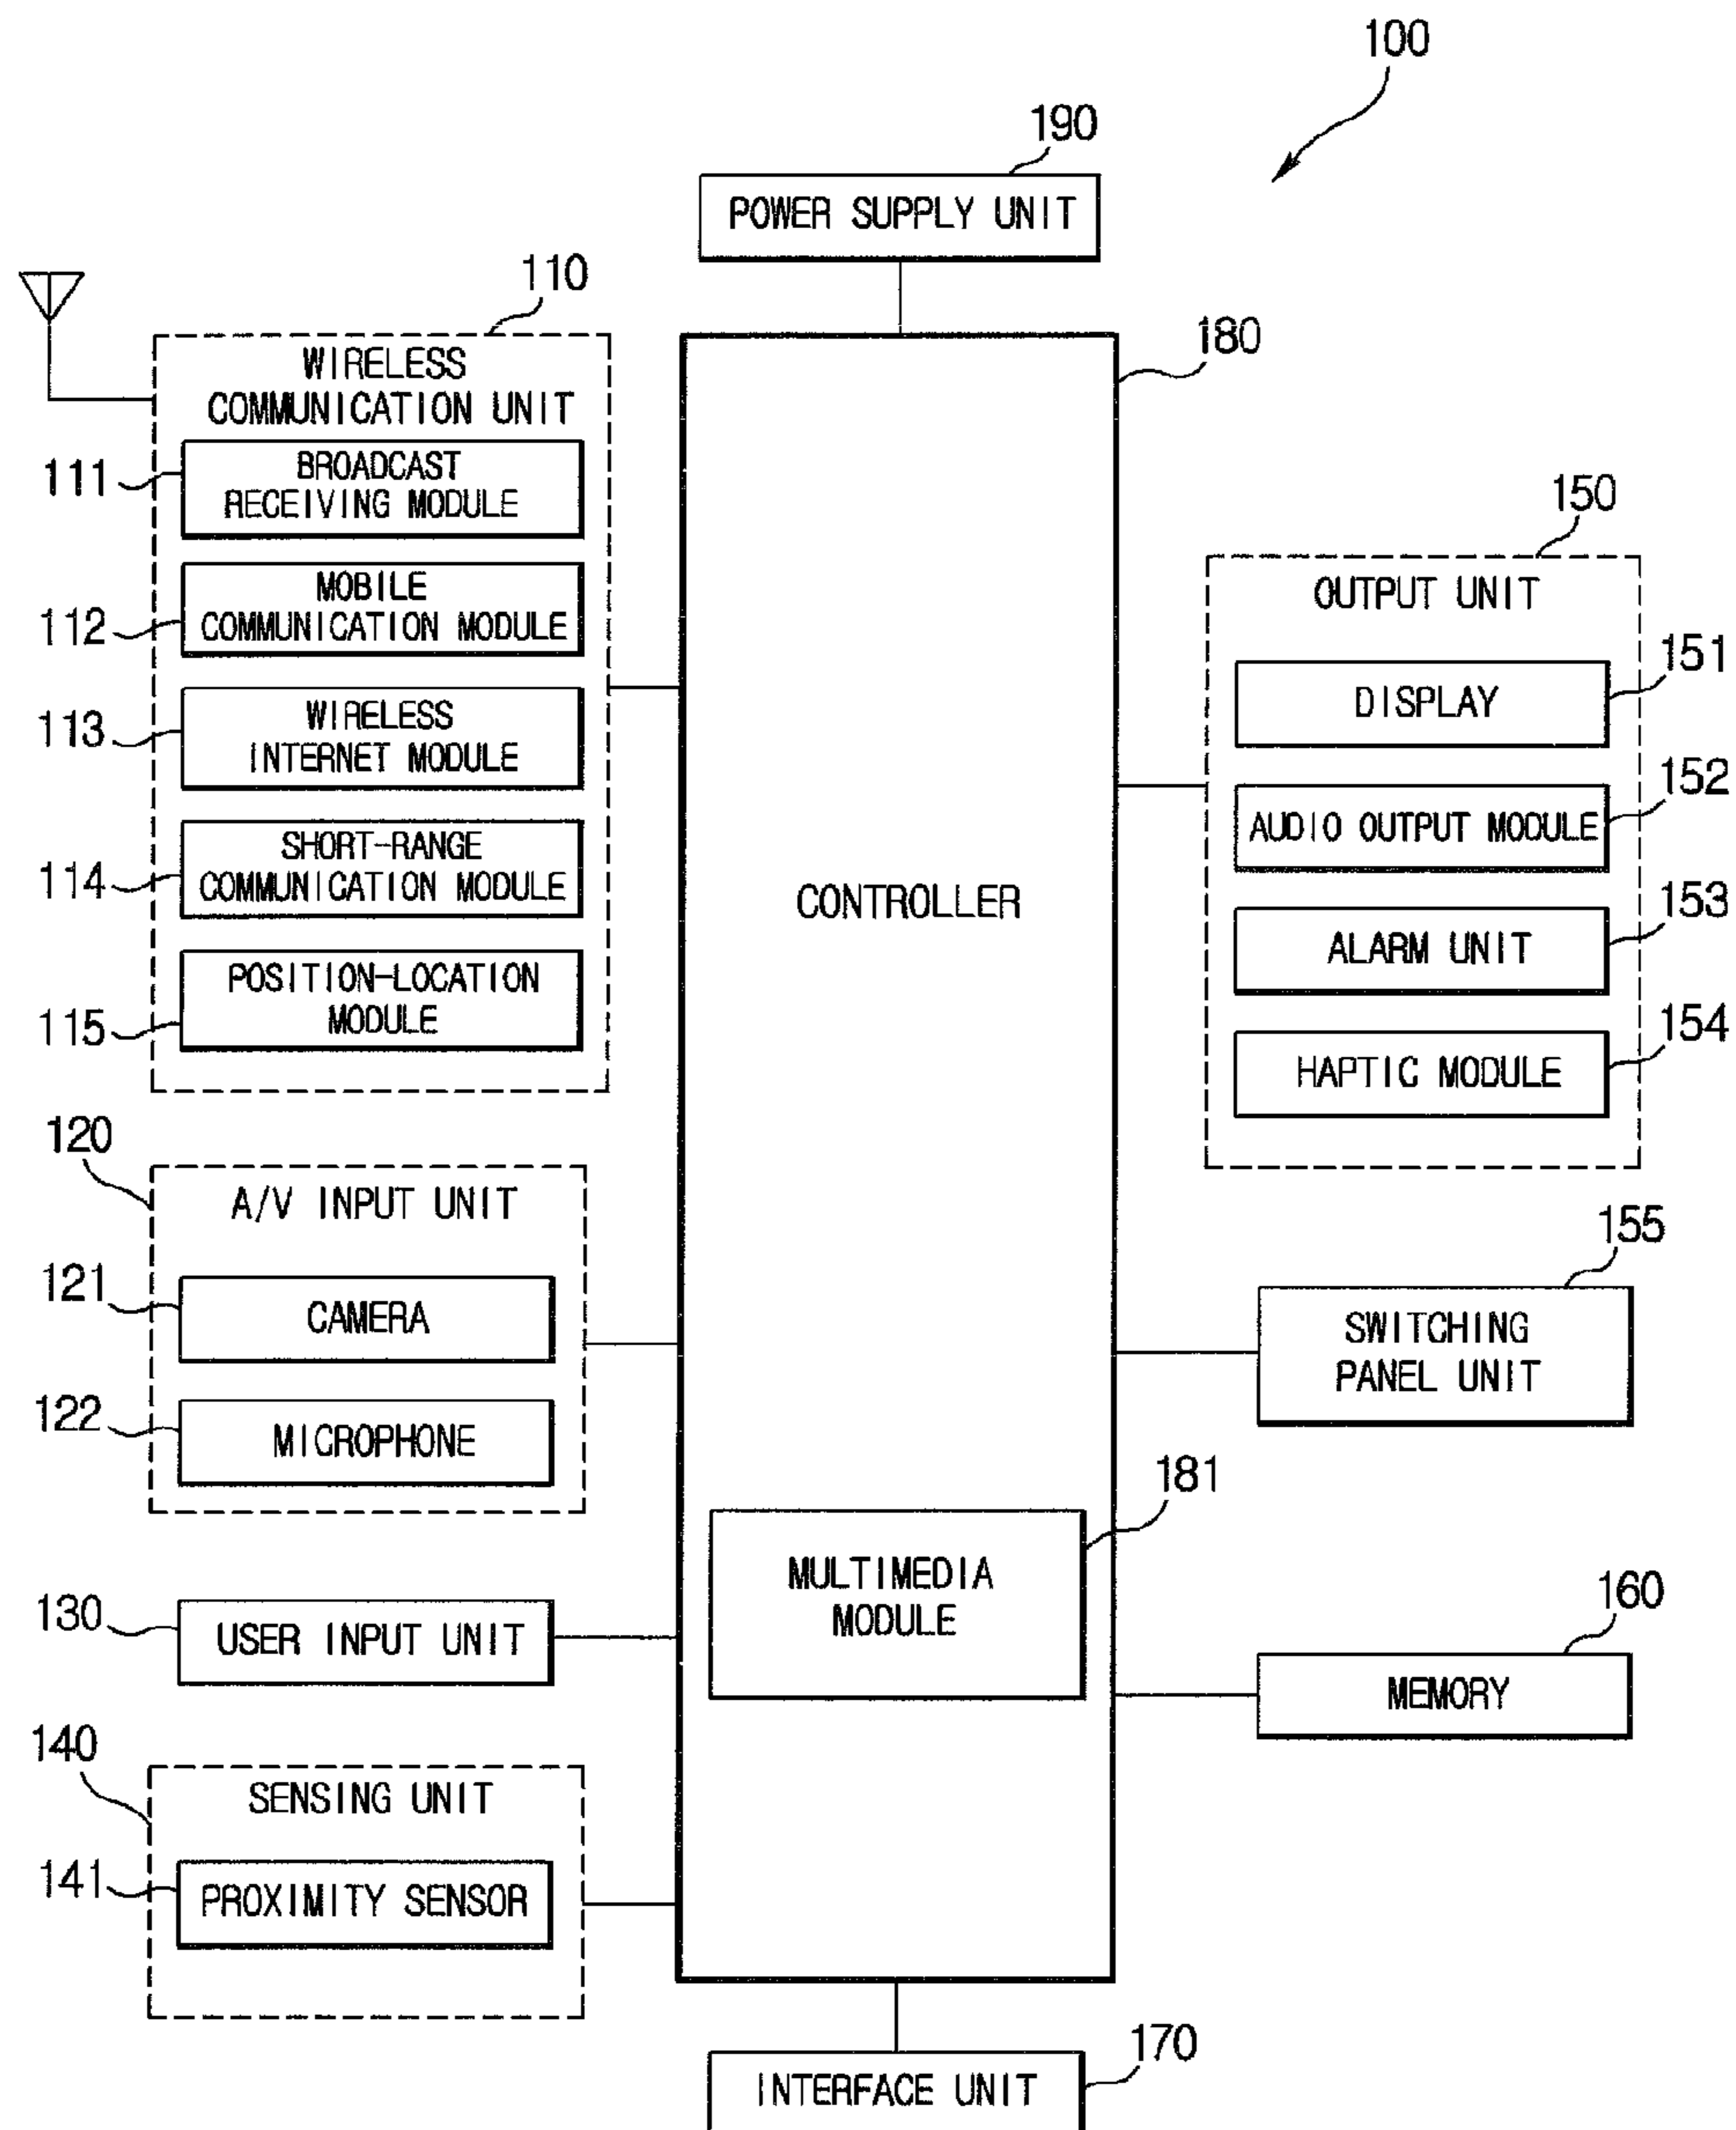 100
190
POWER SUPPLY UNIT
110
WIRELESS
COMMUNICATION UNIT
111
BROADCAST
RECEIVING MODULE
112
MOBILE
COMMUNICATION MODULE
113
WIRELESS
INTERNET MODULE
114
SHORT-RANGE
COMMUNICATION MODULE
115
POSITION-LOCATION
MODULE
120
A/V INPUT UNIT
121
CAMERA
122
MICROPHONE
130
USER INPUT UNIT
140
SENSING UNIT
141
PROXIMITY SENSOR
180
CONTROLLER
181
MULTIMEDIA
MODULE
150
OUTPUT UNIT
151
DISPLAY
152
AUDIO OUTPUT MODULE
153
ALARM UNIT
154
HAPTIC MODULE
155
SWITCHING
PANEL UNIT
160
MEMORY
170
INTERFACE UNIT